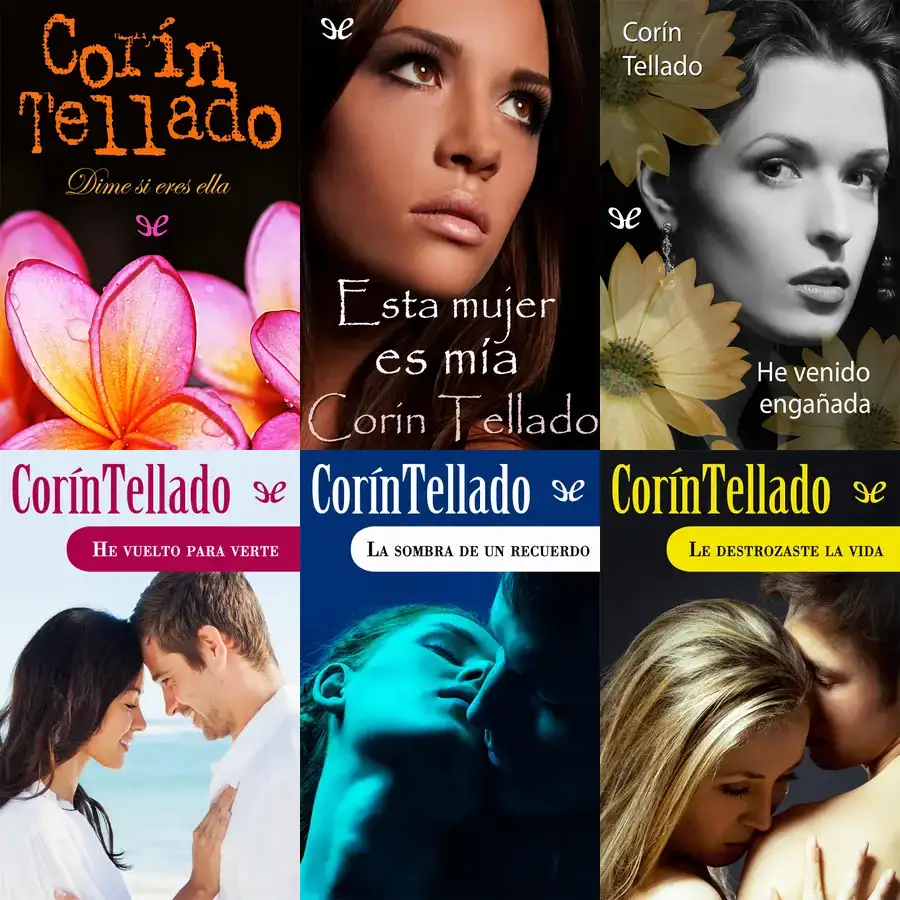 Corín
Tellado
Dime si eres ella
Esta mujer
es mía
Corin Tellado
Corín
Tellado
He venido
engañada
CorínTellado
HE VUELTO PARA VERTE
CorínTellado
LA SOMBRA DE UN RECUERDO
CorínTellado
LE DESTROZASTE LA VIDA